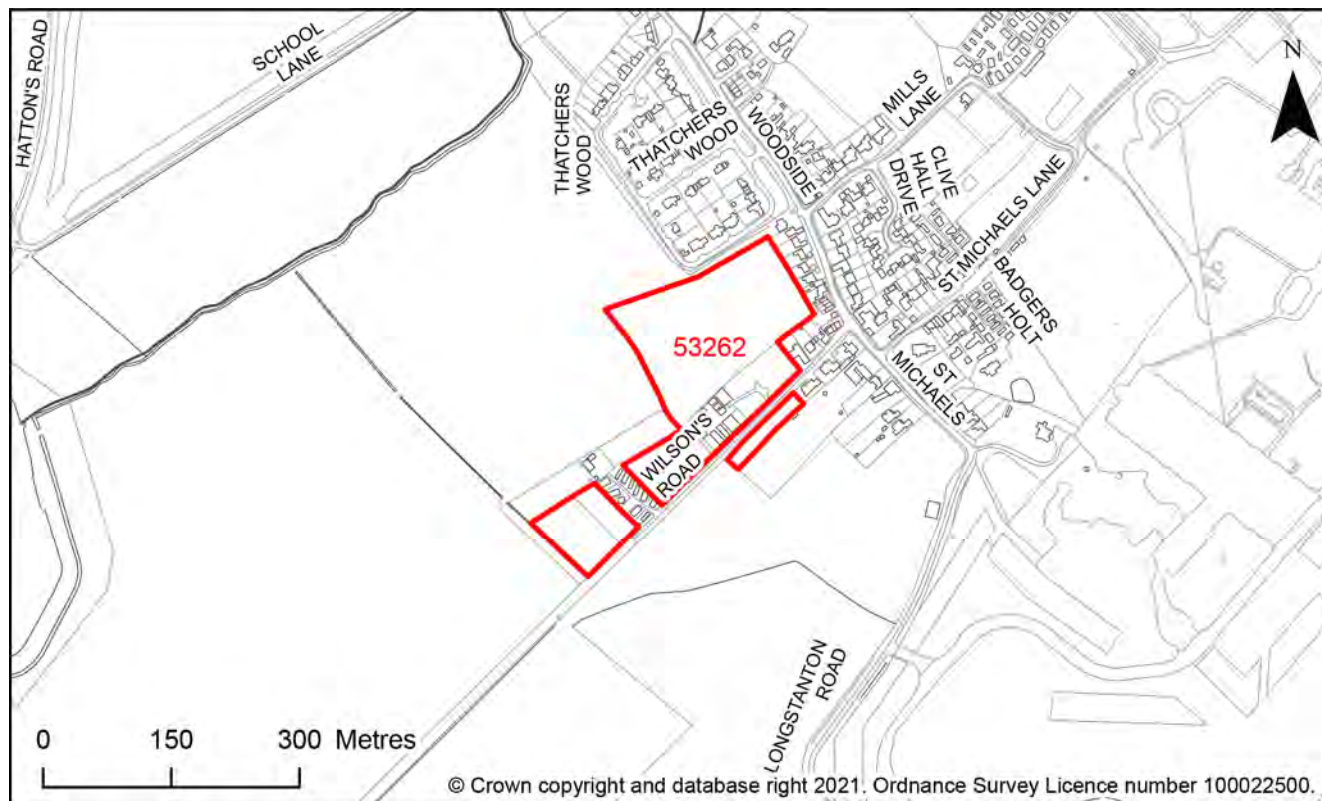 HATTON'S ROAD
SCHOOL
LANE
THATCHERS
WOOD
THATCHERS
WOOD
WOODSIDE
MILLS
LANE
N
CLIVE
HALL
DRIVE
ST.MICHAELS LANE
BADGERS
HOLT
ST
MICHAELS
53262
WILSON'S
ROAD
LONGSTANTON
ROAD
0 150 300 Metres
© Crown copyright and database right 2021. Ordnance Survey Licence number 100022500.